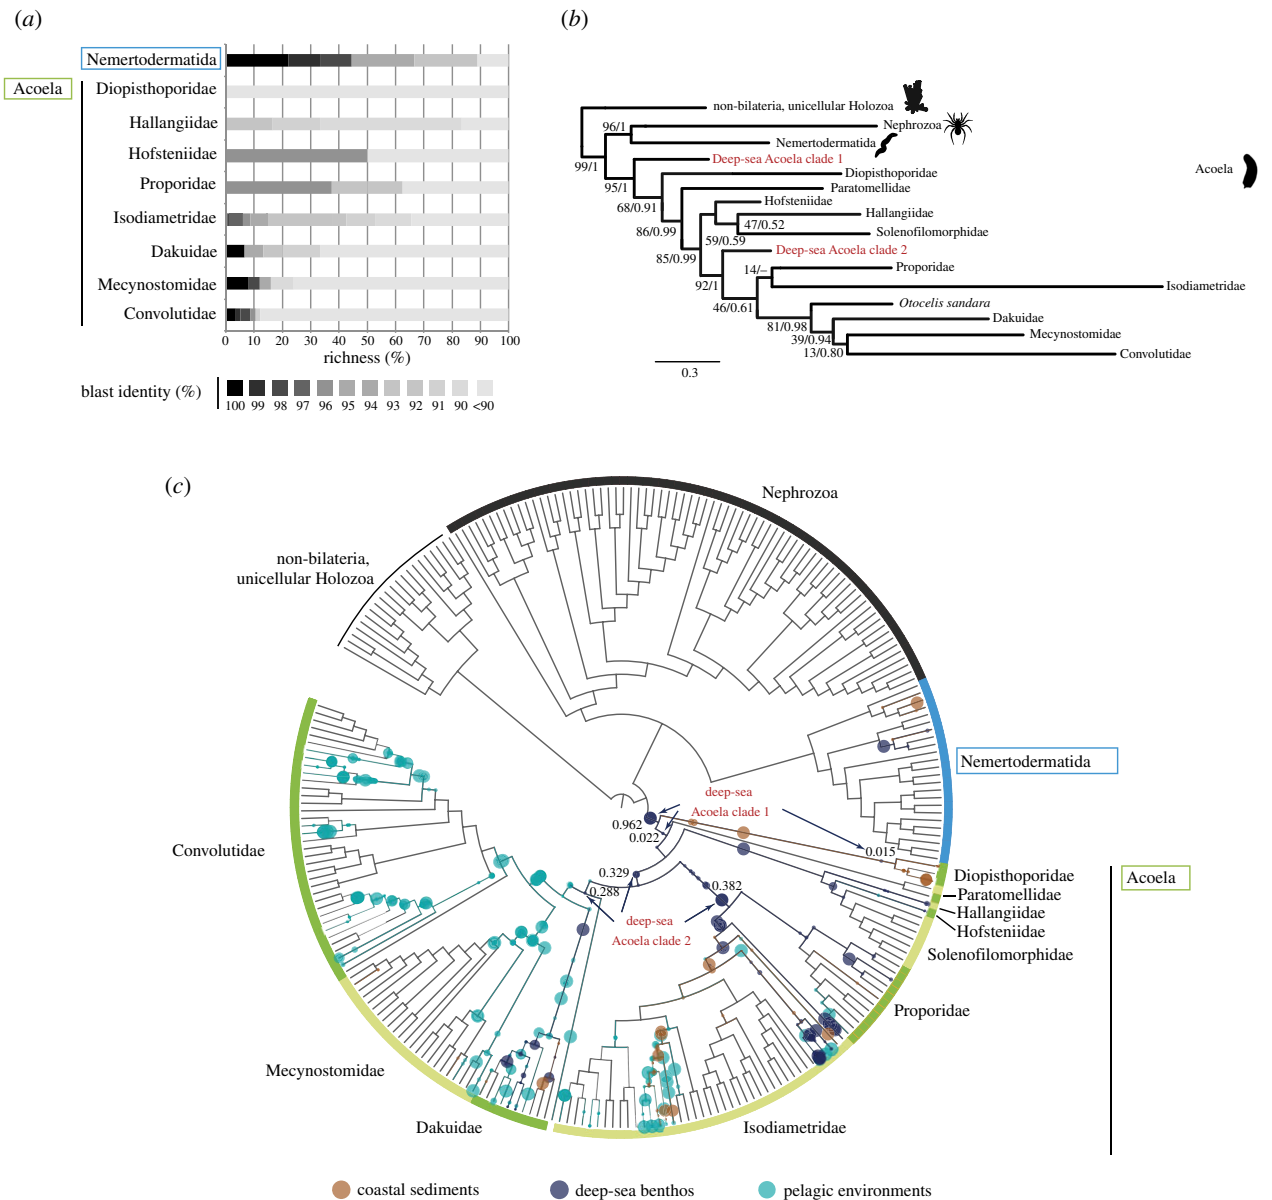 (a)
Nemertodermatida
Acoela
Diopisthoporidae
Hallangiidae
Hofsteniidae
Proporidae
Isodiametridae
Dakuidae
Mecynostomidae
Convolutidae
0 10 20 30 40 50 60 70 80 90 100
richness (%)
blast identity (%)
100 99 98 97 96 95 94 93 92 91 90 <90
(b)
non-bilateria, unicellular Holozoa
96/1
Nephrozoa
Nemertodermatida
99/1
Deep-sea Acoela clade 1
Acoela
95/1
Diopisthoporidae
Paratomellidae
68/0.91
Hofsteniidae
Hallangiidae
47/0.52
86/0.99
Solenofilomorphidae
59/0.59
Deep-sea Acoela clade 2
85/0.99
14/–
Proporidae
92/1
Isodiametridae
46/0.61
Otocelis sandara
Dakuidae
81/0.98
Mecynostomidae
39/0.94
13/0.80
Convolutidae
0.3
(c)
Nephrozoa
non-bilateria,
unicellular Holozoa
Nemertodermatida
deep-sea
Acoela clade 1
0.962
0.022
0.015
Convolutidae
0.329
0.288
0.382
deep-sea
Acoela clade 2
Diopisthoporidae
Acoela
Paratomellidae
Hallangiidae
Hofsteniidae
Solenofilomorphidae
Proporidae
Mecynostomidae
Dakuidae
Isodiametridae
coastal sediments
deep-sea benthos
pelagic environments